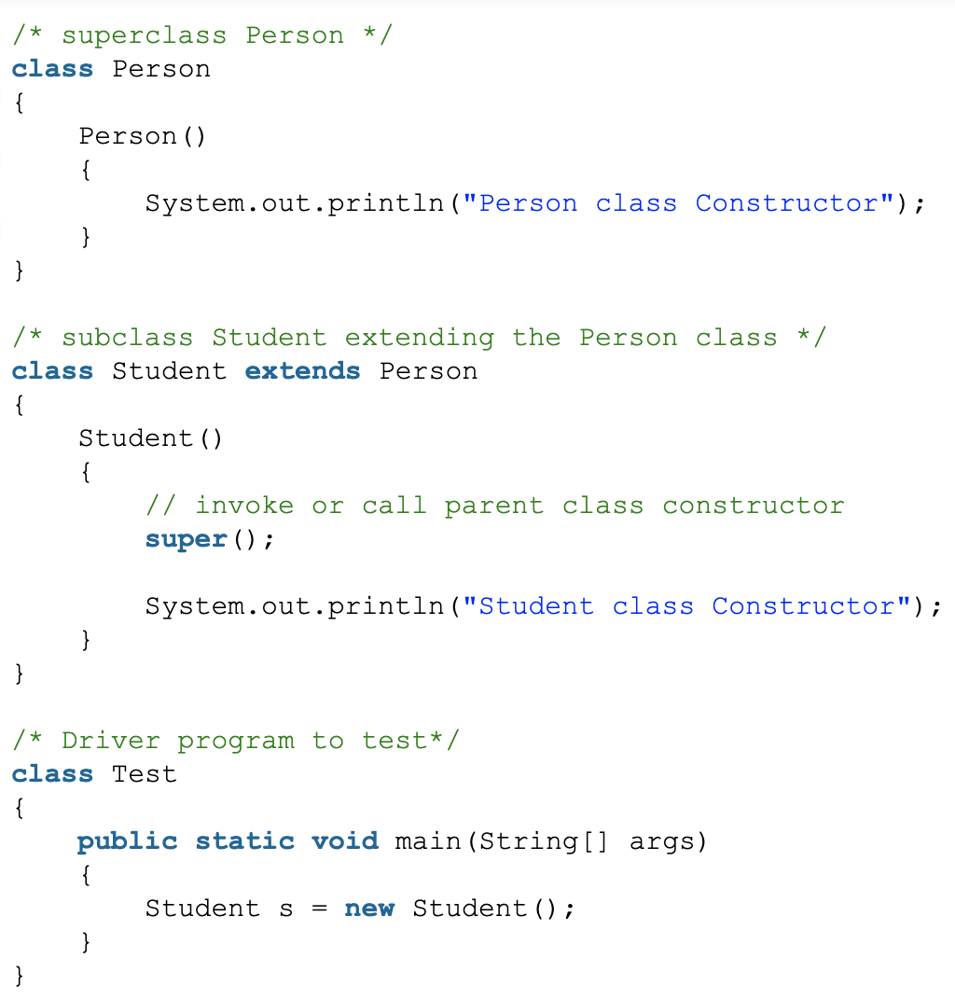 /* superclass Person */
class Person
{
    Person()
    {
        System.out.println("Person class Constructor");
    }
}

/* subclass Student extending the Person class */
class Student extends Person
{
    Student()
    {
        // invoke or call parent class constructor
        super();

        System.out.println("Student class Constructor");
    }
}

/* Driver program to test*/
class Test
{
    public static void main(String[] args)
    {
        Student s = new Student();
    }
}